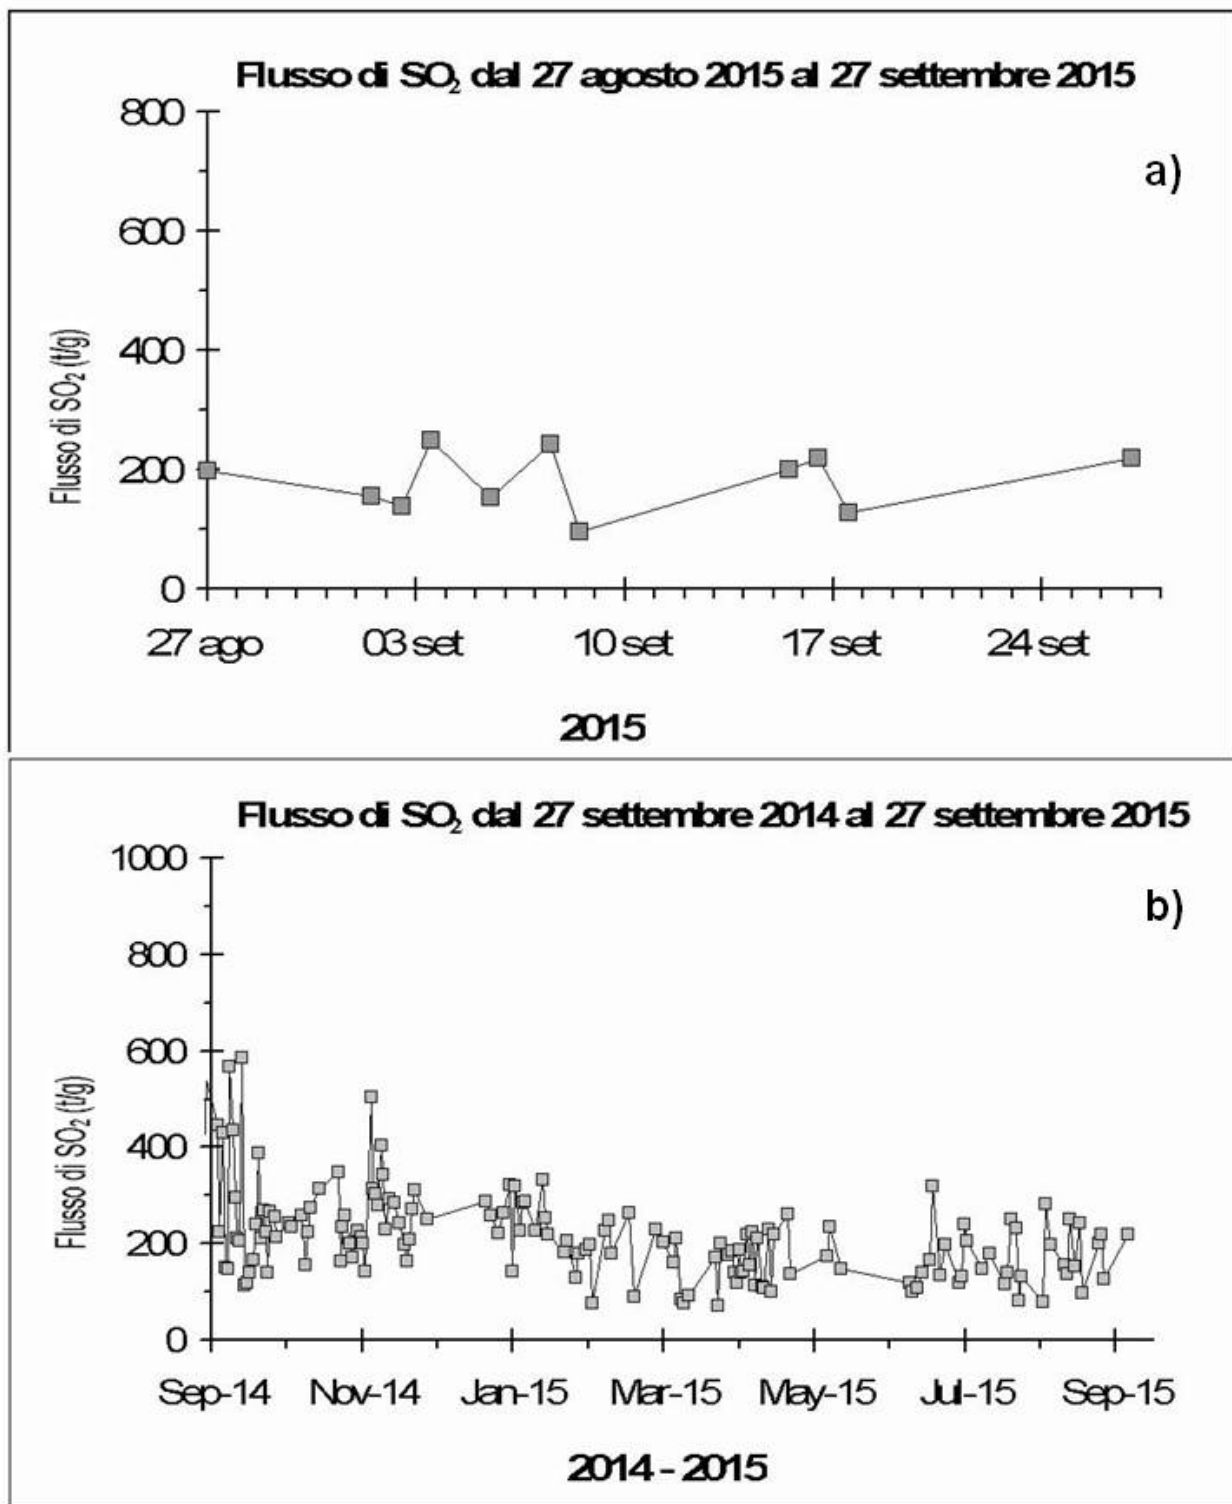 Flusso di SO₂ dal 27 agosto 2015 al 27 settembre 2015
a)
800
600
400
200
0
Flusso di SO₂ (t/g)
27 ago 03 set 10 set 17 set 24 set
2015
Flusso di SO₂ dal 27 settembre 2014 al 27 settembre 2015
b)
1000
800
600
400
200
0
Flusso di SO₂ (t/g)
Sep-14 Nov-14 Jan-15 Mar-15 May-15 Jul-15 Sep-15
2014 - 2015